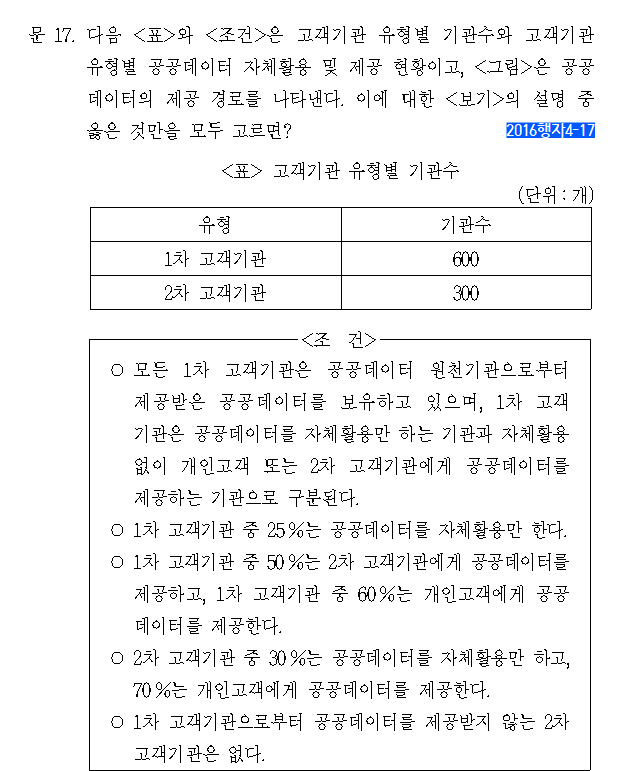 문 17. 다음 <표>와 <조건>은 고객기관 유형별 기관수와 고객기관
유형별 공공데이터 자체활용 및 제공 현황이고, <그림>은 공공
데이터의 제공 경로를 나타낸다. 이에 대한 <보기>의 설명 중
옳은 것만을 모두 고르면?
2016행자4-17
<표> 고객기관 유형별 기관수
(단위 : 개)
유형 기관수
1차 고객기관 600
2차 고객기관 300
<조 건>
○ 모든 1차 고객기관은 공공데이터 원천기관으로부터
제공받은 공공데이터를 보유하고 있으며, 1차 고객
기관은 공공데이터를 자체활용만 하는 기관과 자체활용
없이 개인고객 또는 2차 고객기관에게 공공데이터를
제공하는 기관으로 구분된다.
○ 1차 고객기관 중 25%는 공공데이터를 자체활용만 한다.
○ 1차 고객기관 중 50%는 2차 고객기관에게 공공데이터를
제공하고, 1차 고객기관 중 60%는 개인고객에게 공공
데이터를 제공한다.
○ 2차 고객기관 중 30%는 공공데이터를 자체활용만 하고,
70%는 개인고객에게 공공데이터를 제공한다.
○ 1차 고객기관으로부터 공공데이터를 제공받지 않는 2차
고객기관은 없다.